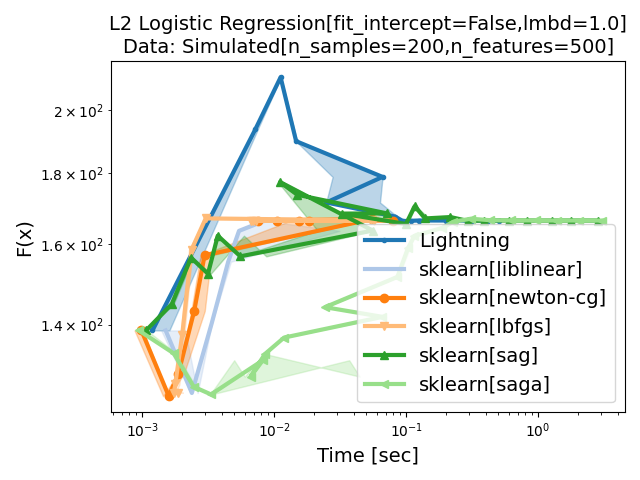 L2 Logistic Regression[fit_intercept=False,lmbd=1.0]
Data: Simulated[n_samples=200,n_features=500]
F(x)
2 × 10²
1.8 × 10²
1.6 × 10²
1.4 × 10²
Lightning
sklearn[liblinear]
sklearn[newton-cg]
sklearn[lbfgs]
sklearn[sag]
sklearn[saga]
10⁻³ 10⁻² 10⁻¹ 10⁰
Time [sec]